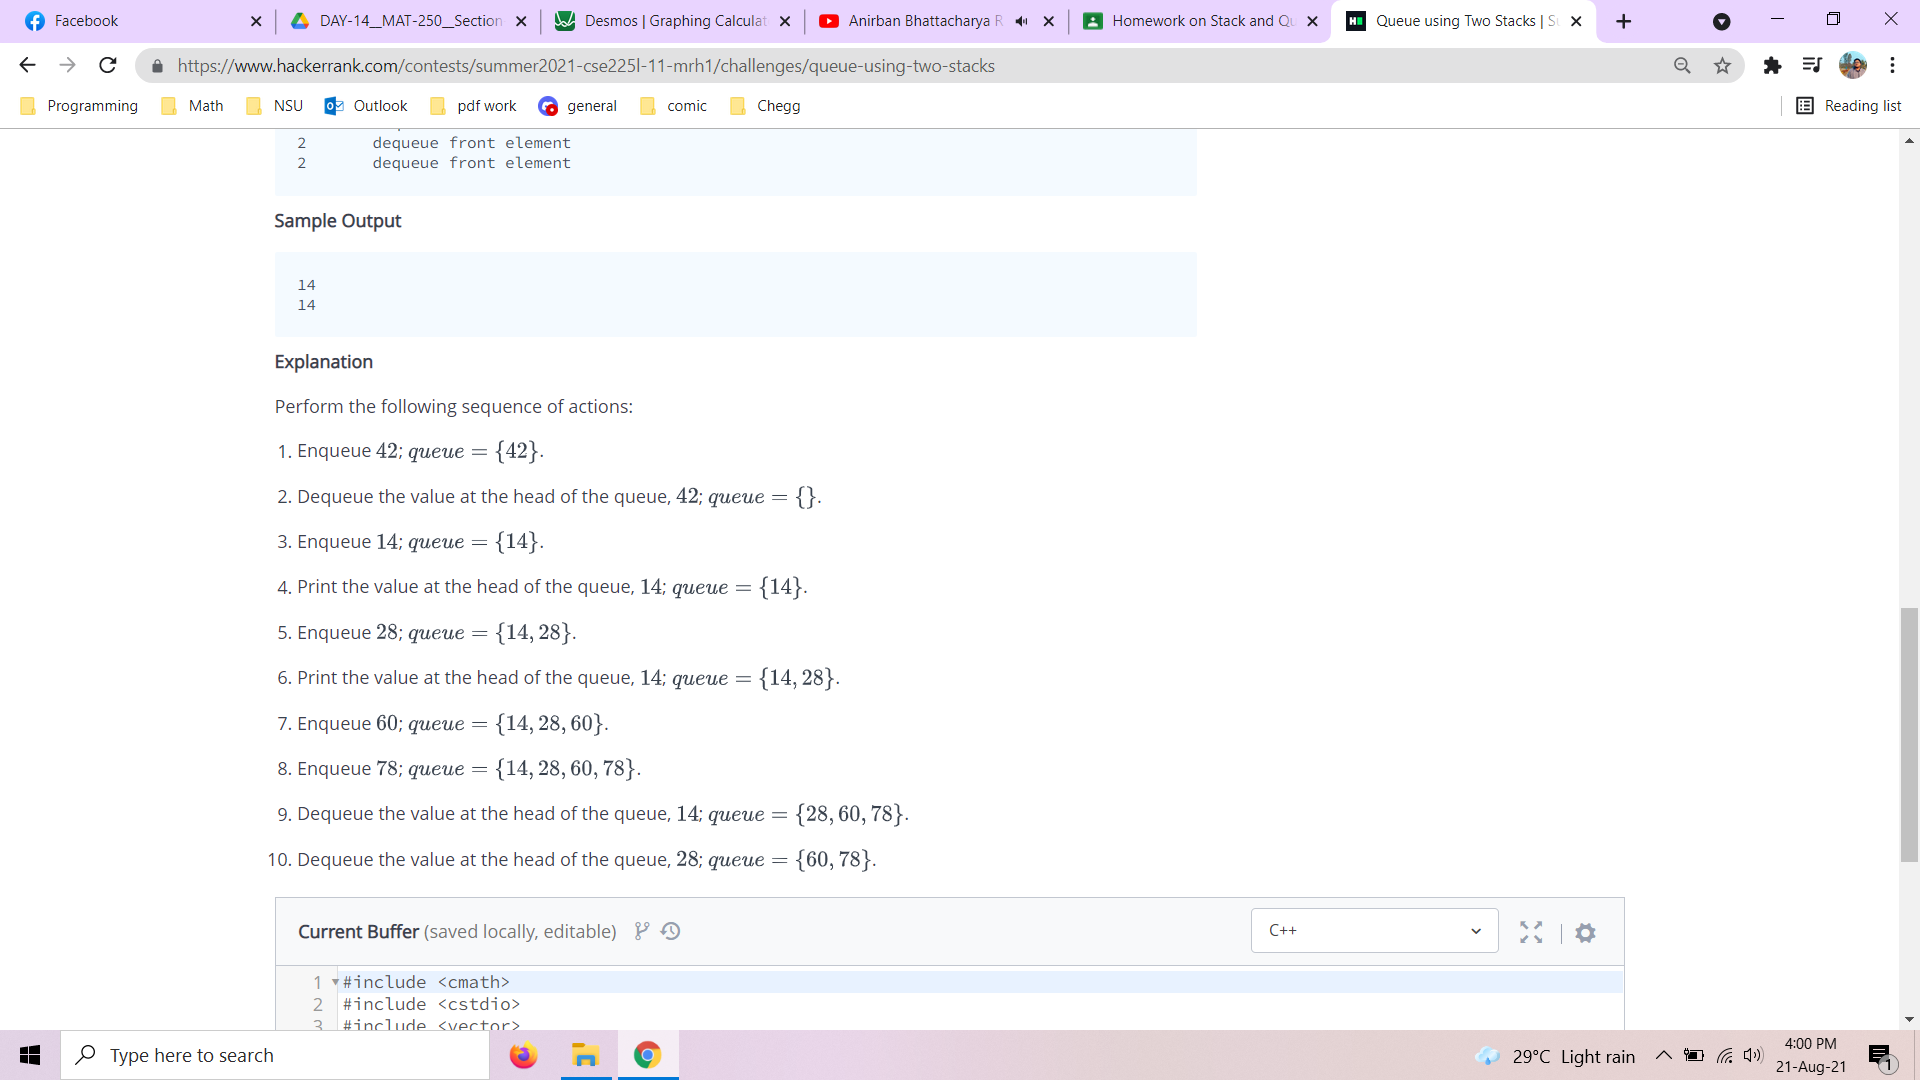 Facebook
DAY-14__MAT-250__Section
Desmos | Graphing Calculat
Anirban Bhattacharya R
Homework on Stack and Qu
Queue using Two Stacks | S
https://www.hackerrank.com/contests/summer2021-cse225l-11-mrh1/challenges/queue-using-two-stacks
Programming
Math
NSU
Outlook
pdf work
general
comic
Chegg
Reading list
2 dequeue front element
2 dequeue front element
Sample Output
14
14
Explanation
Perform the following sequence of actions:
1. Enqueue 42; queue = {42}.
2. Dequeue the value at the head of the queue, 42; queue = {}.
3. Enqueue 14; queue = {14}.
4. Print the value at the head of the queue, 14; queue = {14}.
5. Enqueue 28; queue = {14, 28}.
6. Print the value at the head of the queue, 14; queue = {14, 28}.
7. Enqueue 60; queue = {14, 28, 60}.
8. Enqueue 78; queue = {14, 28, 60, 78}.
9. Dequeue the value at the head of the queue, 14; queue = {28, 60, 78}.
10. Dequeue the value at the head of the queue, 28; queue = {60, 78}.
Current Buffer (saved locally, editable)
C++
1 #include <cmath>
2 #include <cstdio>
3 #include <vector>
Type here to search
29°C Light rain
4:00 PM
21-Aug-21
1